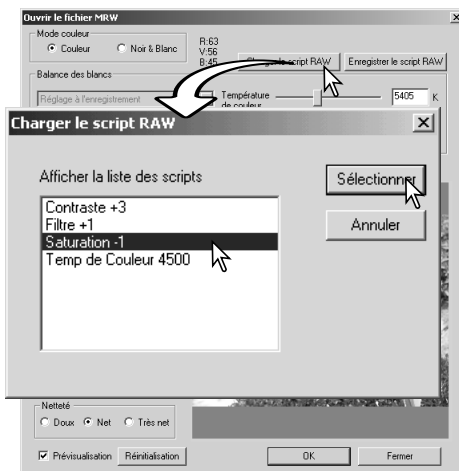 Ouvrir le fichier MRW
Mode couleur
Couleur Noir & Blanc
R:63
V:56
B:45
Charger le script RAW Enregistrer le script RAW
Balance des blancs
Réglage à l'enregistrement
Température de couleur
5405 K
Charger le script RAW
Afficher la liste des scripts
Sélectionner
Contraste +3
Filtre +1
Saturation -1
Temp de Couleur 4500
Annuler
Netteté
Doux Net Très net
Prévisualisation Réinitialisation OK Fermer